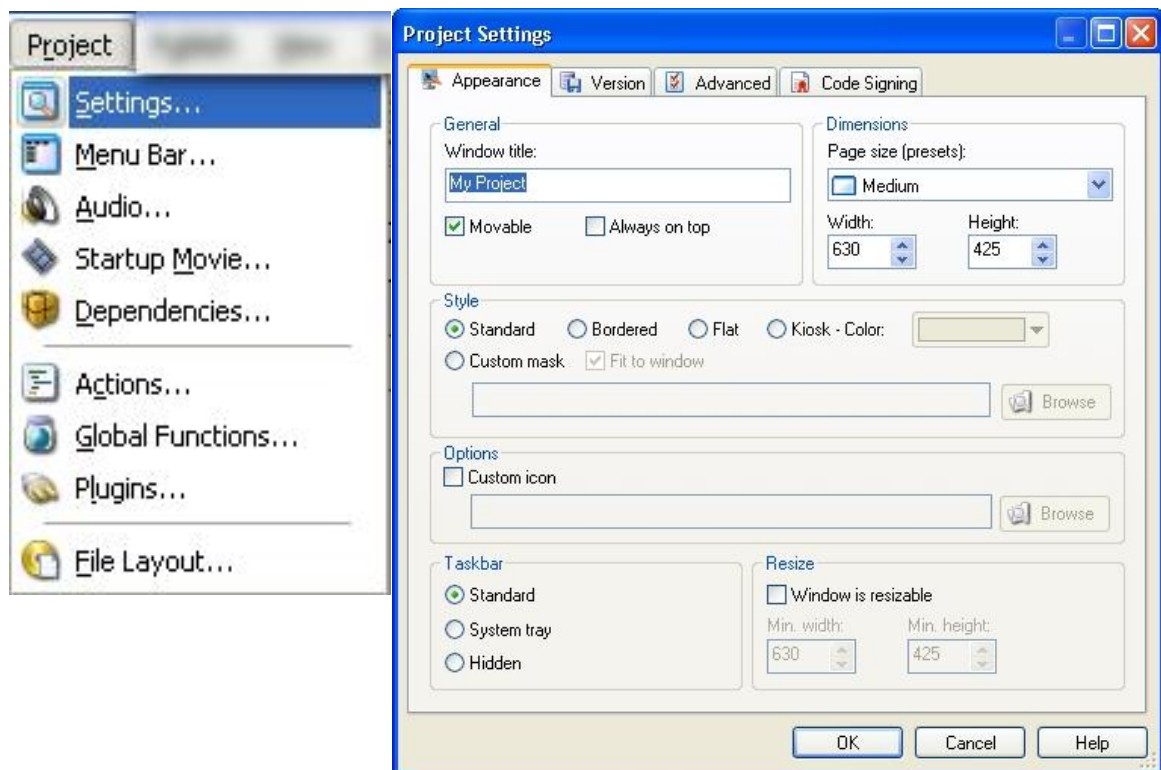 Project
Settings...
Menu Bar...
Audio...
Startup Movie...
Dependencies...
Actions...
Global Functions...
Plugins...
File Layout...
Project Settings
Appearance Version Advanced Code Signing
General
Window title:
My Project
Movable Always on top
Dimensions
Page size (presets):
Medium
Width: Height:
630 425
Style
Standard Bordered Flat Kiosk - Color:
Custom mask Fit to window
Browse
Options
Custom icon
Browse
Taskbar
Standard
System tray
Hidden
Resize
Window is resizable
Min. width: Min. height:
630 425
OK Cancel Help